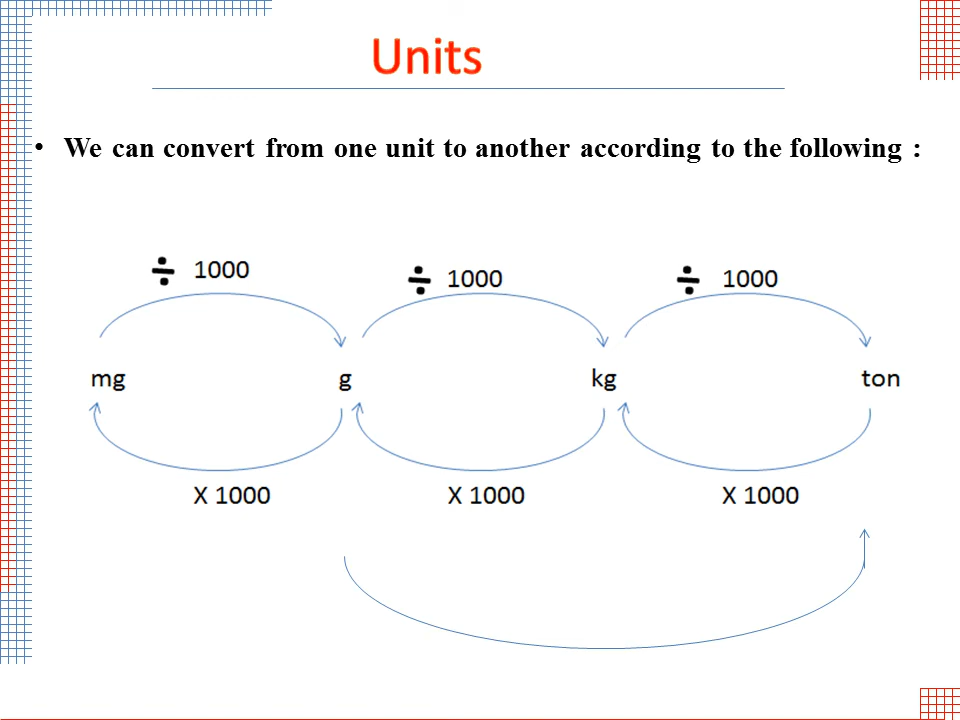 Units
• We can convert from one unit to another according to the following :
÷ 1000 ÷ 1000 ÷ 1000
mg g kg ton
X 1000 X 1000 X 1000